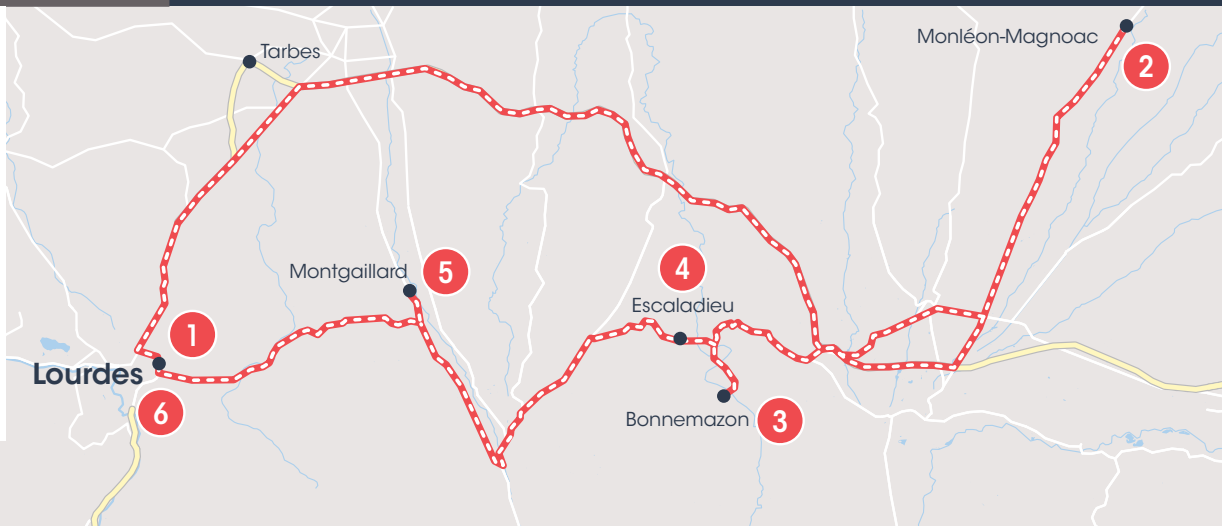 Tarbes
Monléon-Magnoac
2
Montgaillard
5
4
Escaladieu
1
Lourdes
6
Bonnemazon
3